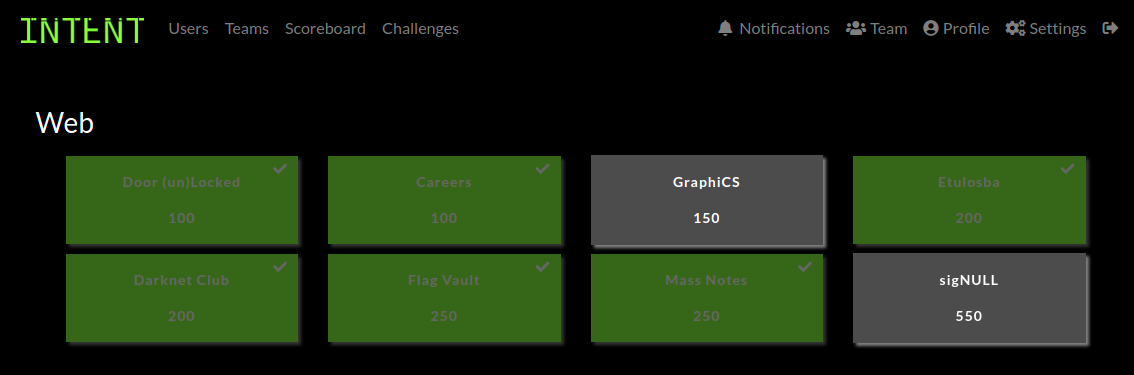 INTENT Users Teams Scoreboard Challenges Notifications Team Profile Settings
Web
Door (un)Locked Careers GraphiCS Etulosba
100 100 150 200
Darknet Club Flag Vault Mass Notes sigNULL
200 250 250 550